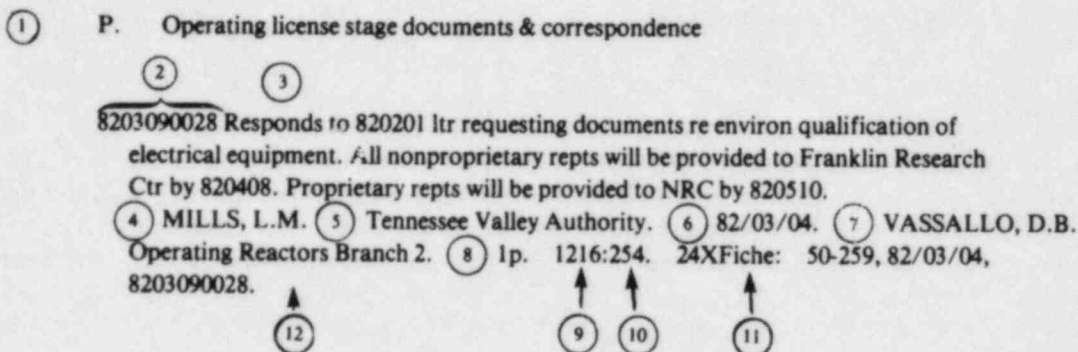 1 P. Operating license stage documents & correspondence
2 3
8203090028 Responds to 820201 ltr requesting documents re environ qualification of
electrical equipment. All nonproprietary repts will be provided to Franklin Research
Ctr by 820408. Proprietary repts will be provided to NRC by 820510.
4 MILLS, L.M. 5 Tennessee Valley Authority. 6 82/03/04. 7 VASSALLO, D.B.
Operating Reactors Branch 2. 8 1p. 1216:254. 24XFiche: 50-259, 82/03/04,
8203090028.
12 9 10 11